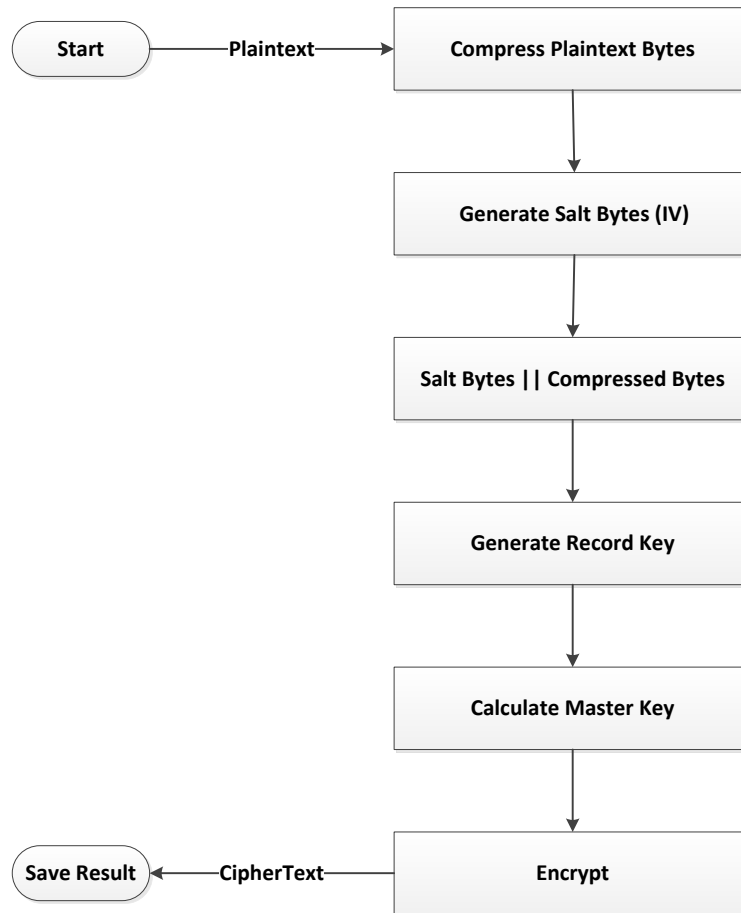 Start
Plaintext
Compress Plaintext Bytes
Generate Salt Bytes (IV)
Salt Bytes || Compressed Bytes
Generate Record Key
Calculate Master Key
Encrypt
CipherText
Save Result